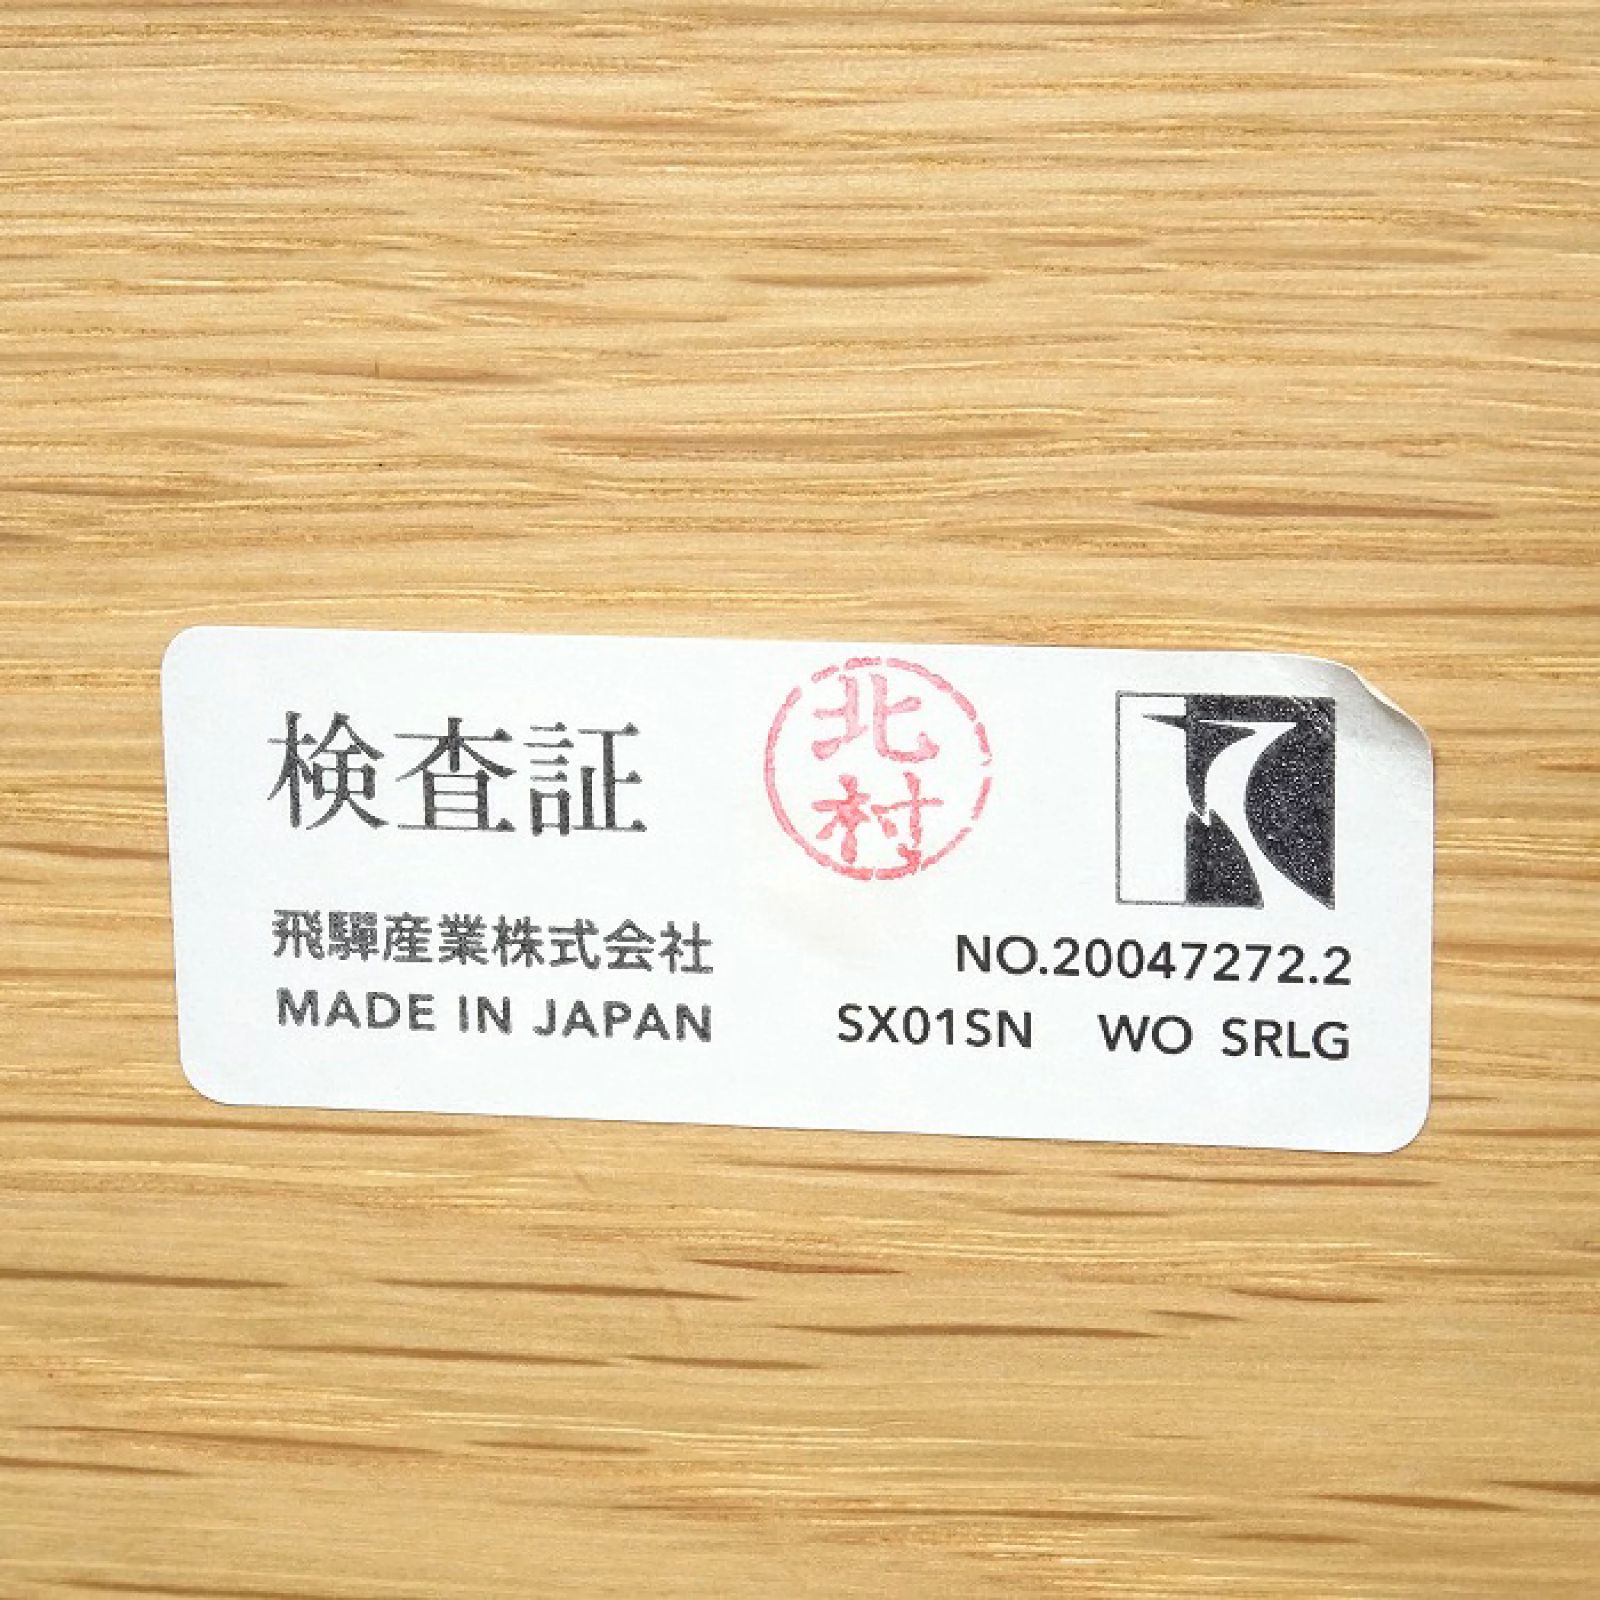 検査証
北村
飛驒産業株式会社
MADE IN JAPAN
NO.20047272.2
SX01SN WO SRLG